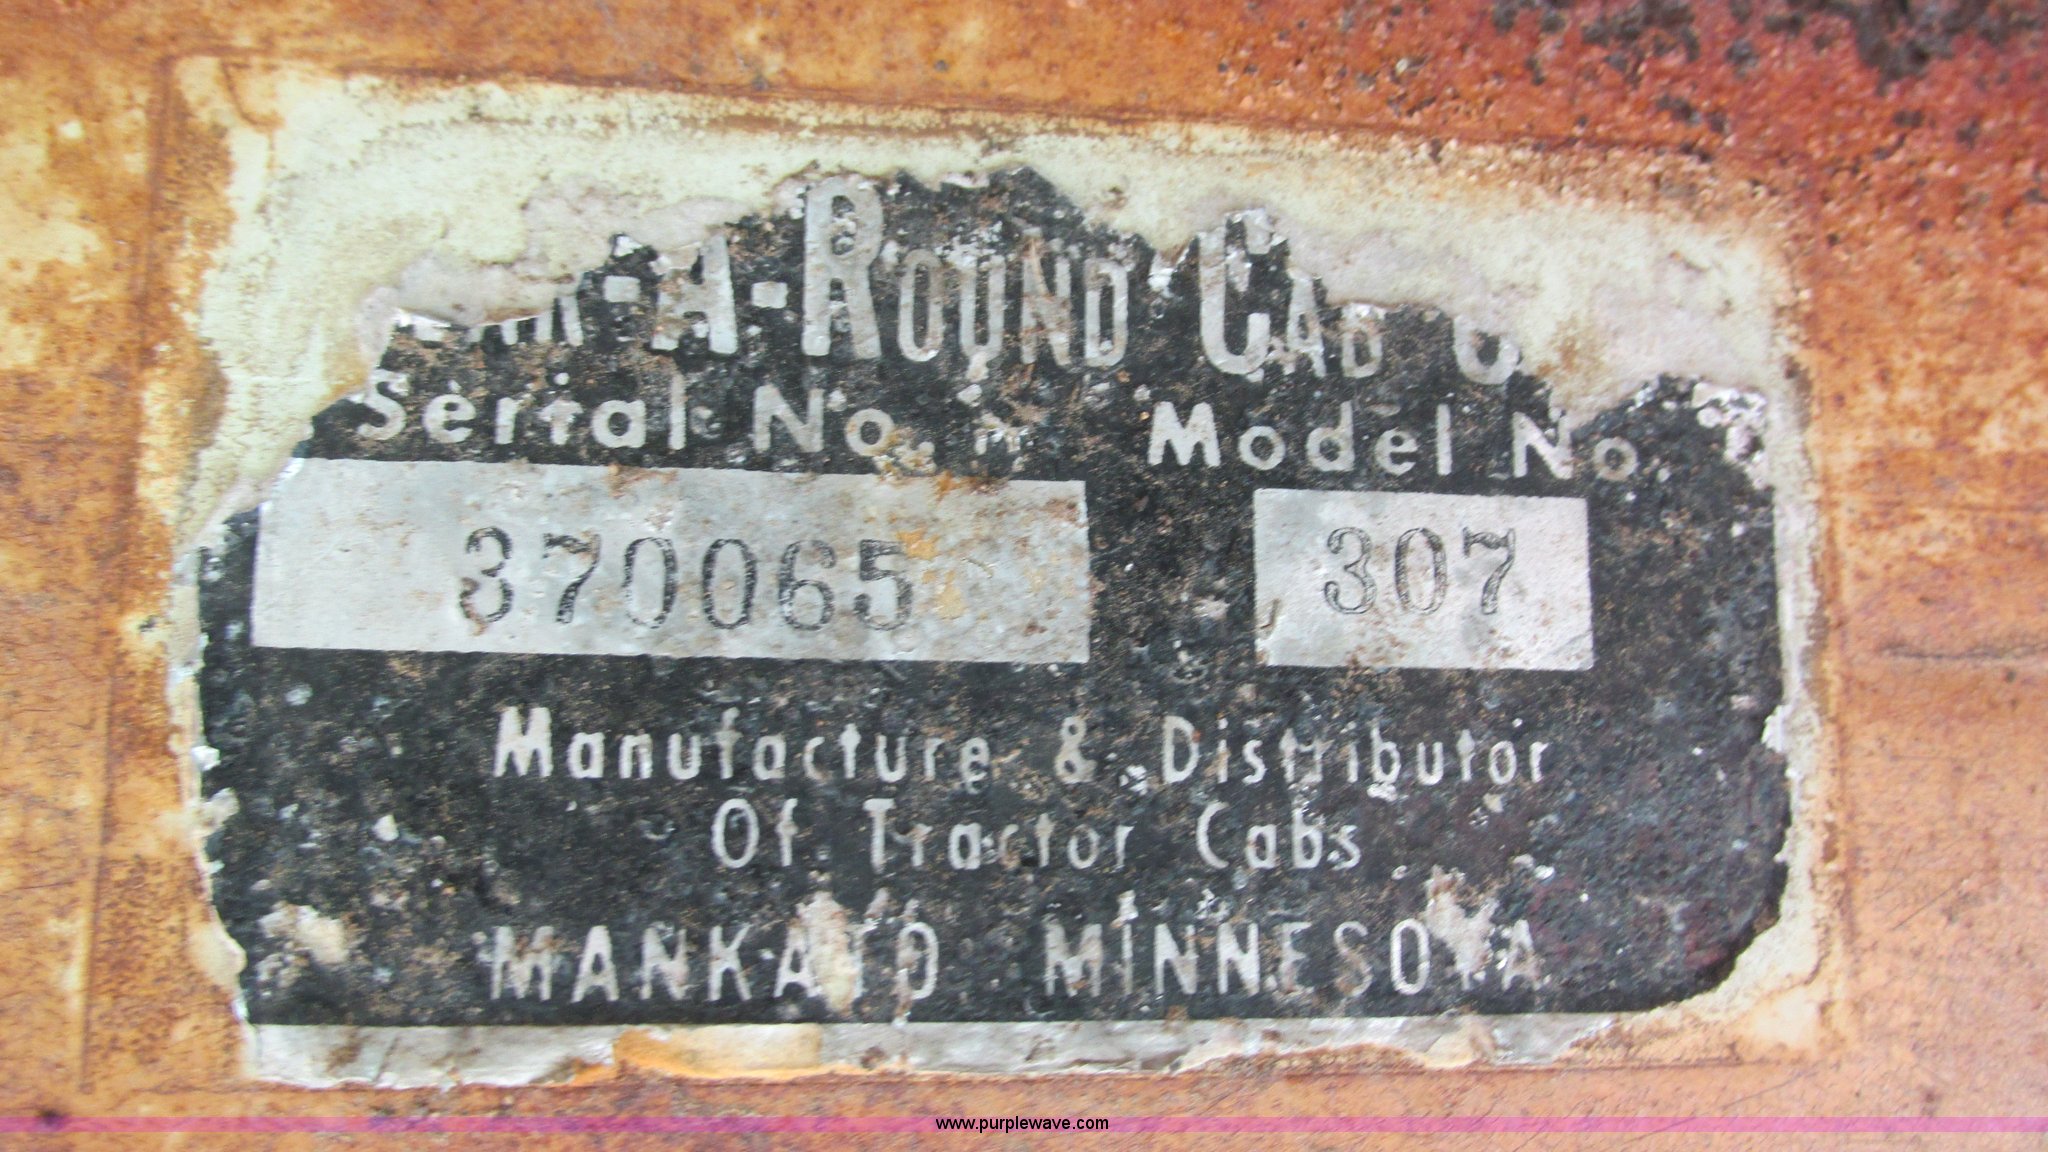 -A-Round Cab
Serial No. Model No.
370065 307
Manufacture & Distributor
Of Tractor Cabs
MANKATO MINNESOTA
www.purplewave.com